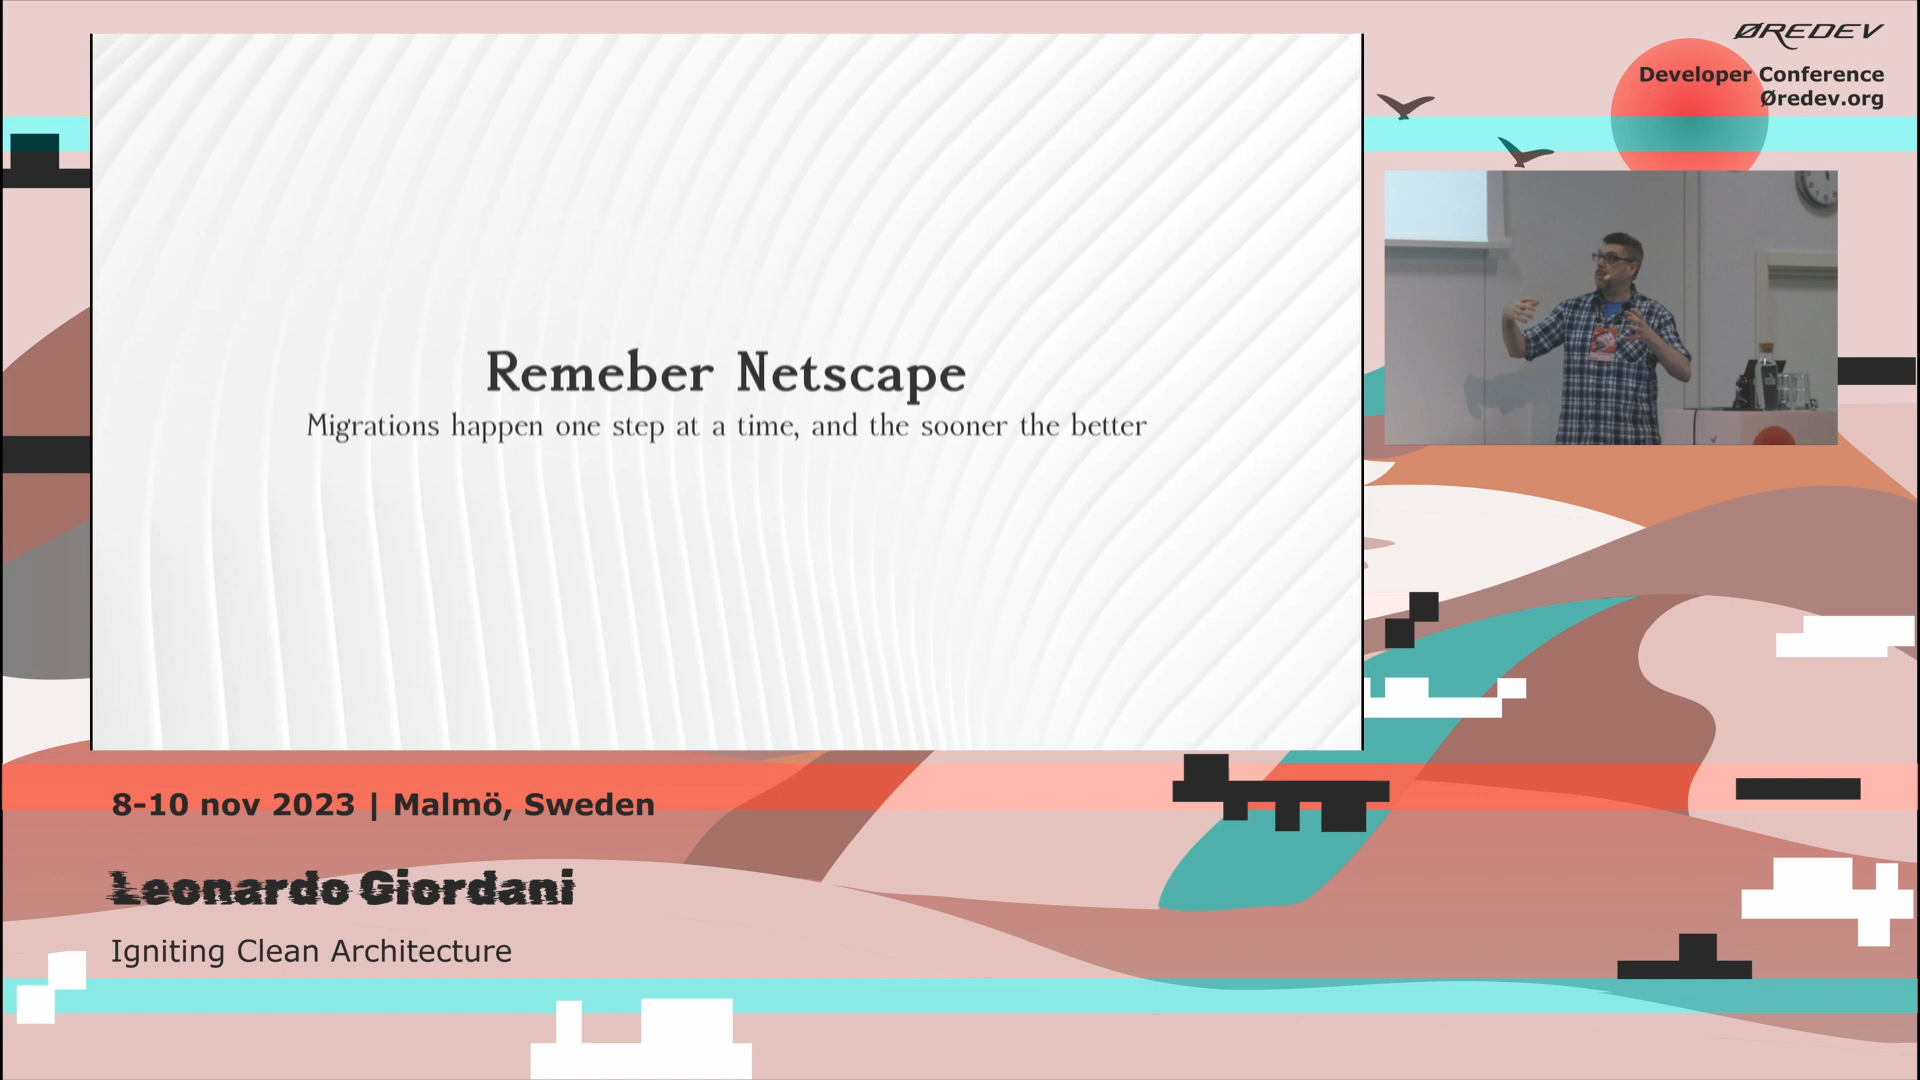 ØREDEV
Developer Conference
Øredev.org
Remeber Netscape
Migrations happen one step at a time, and the sooner the better
8-10 nov 2023 | Malmö, Sweden
Leonardo Giordani
Igniting Clean Architecture